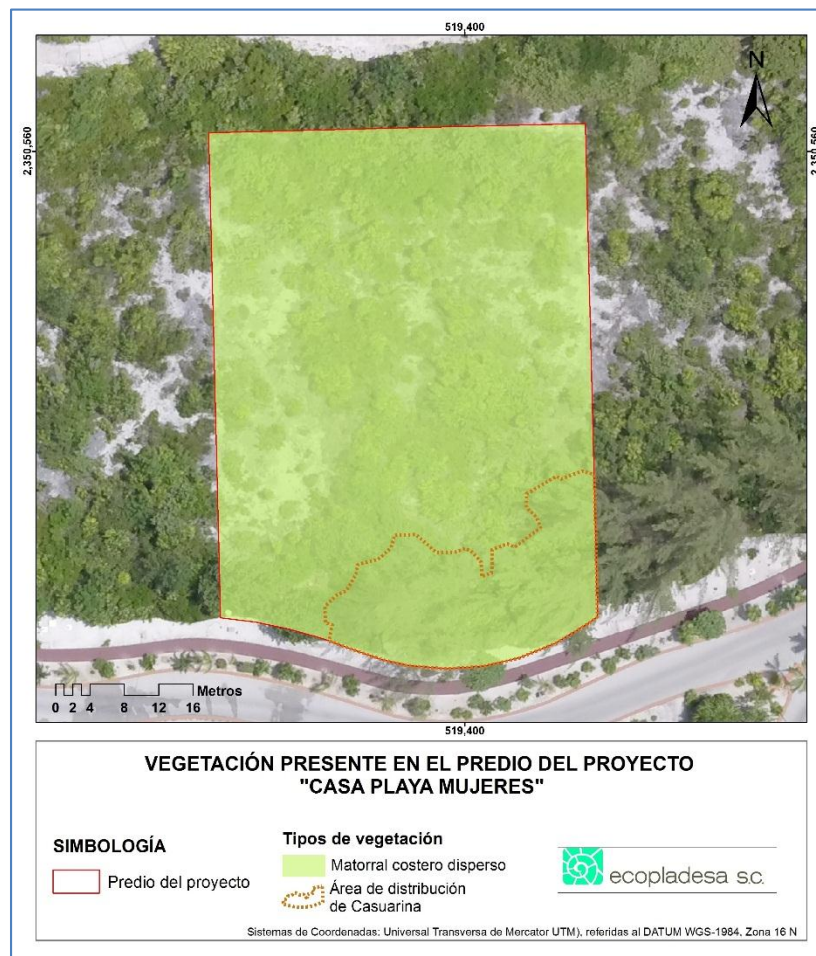 519,400
N
2,350,560
2,350,560
Metros
0 2 4 8 12 16
519,400
VEGETACIÓN PRESENTE EN EL PREDIO DEL PROYECTO
"CASA PLAYA MUJERES"
SIMBOLOGÍA
Predio del proyecto
Tipos de vegetación
Matorral costero disperso
Área de distribución
de Casuarina
ecopladesa s.c.
Sistemas de Coordenadas: Universal Transversa de Mercator UTM), referidas al DATUM WGS-1984, Zona 16 N